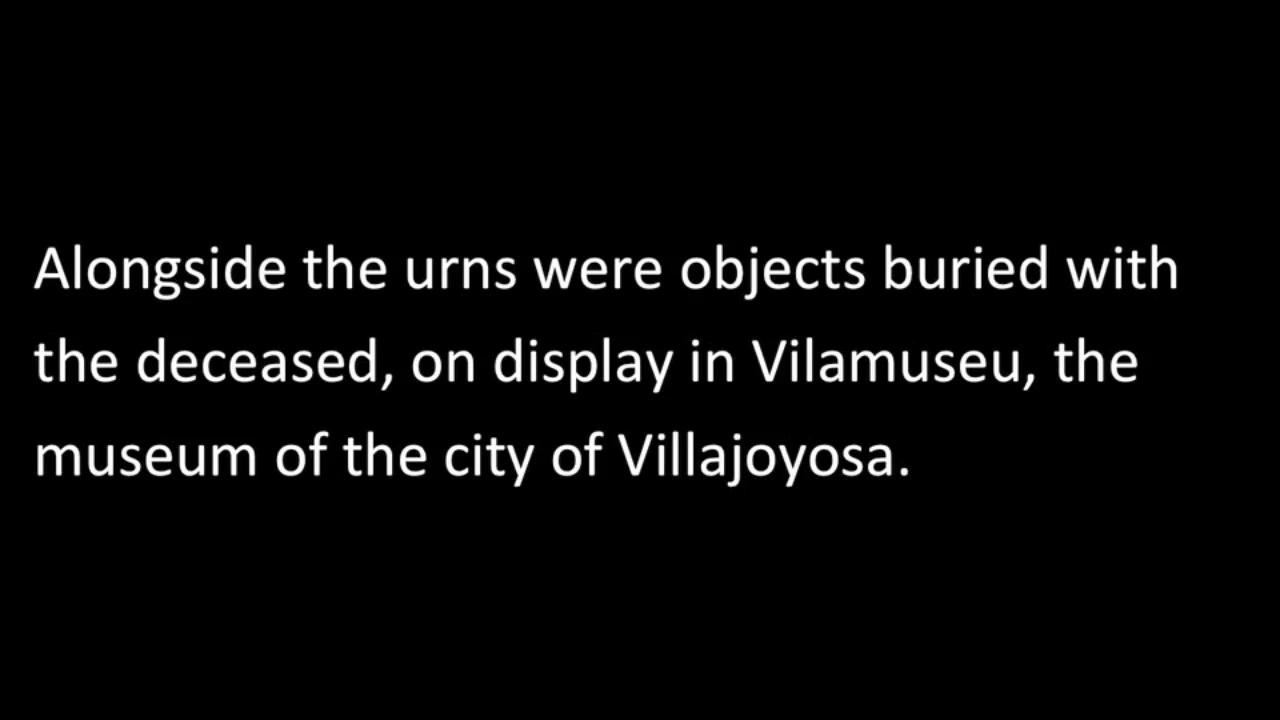 Alongside the urns were objects buried with
the deceased, on display in Vilamuseu, the
museum of the city of Villajoyosa.